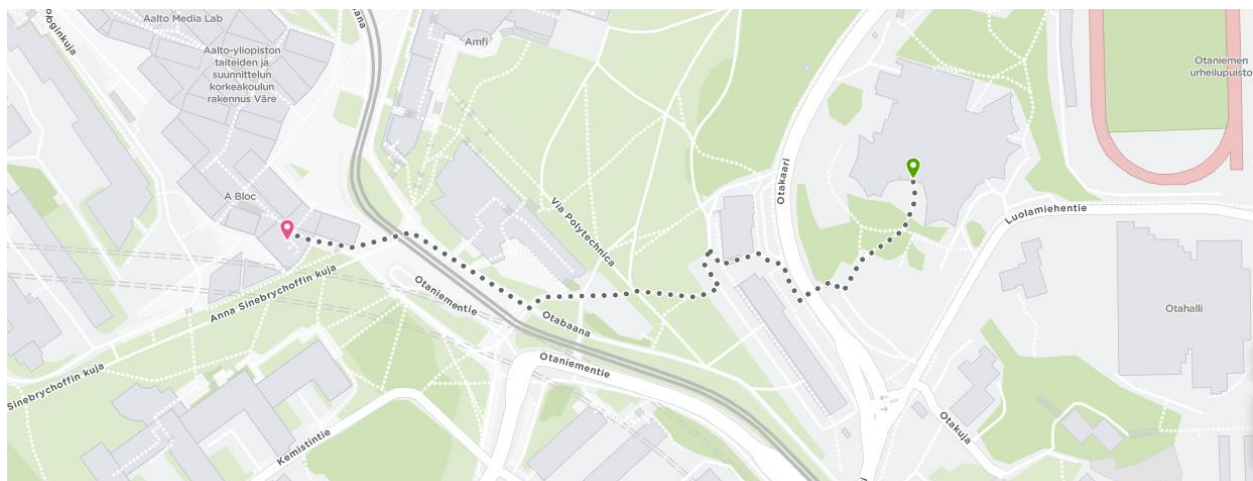 Aalto Media Lab
Aalto-yliopiston
taiteiden ja
suunnittelun
korkeakoulun
rakennus Väre
Amfi
Otaniemen
urheilupuisto
A Bloc
Via Polytechnica
Otakaari
Luolamiehentie
Anna Sinebrychoffin kuja
Otaniementie
Otabaana
Otahalli
Otaniementie
Sinebrychoffin kuja
Kemistintie
Otakuja